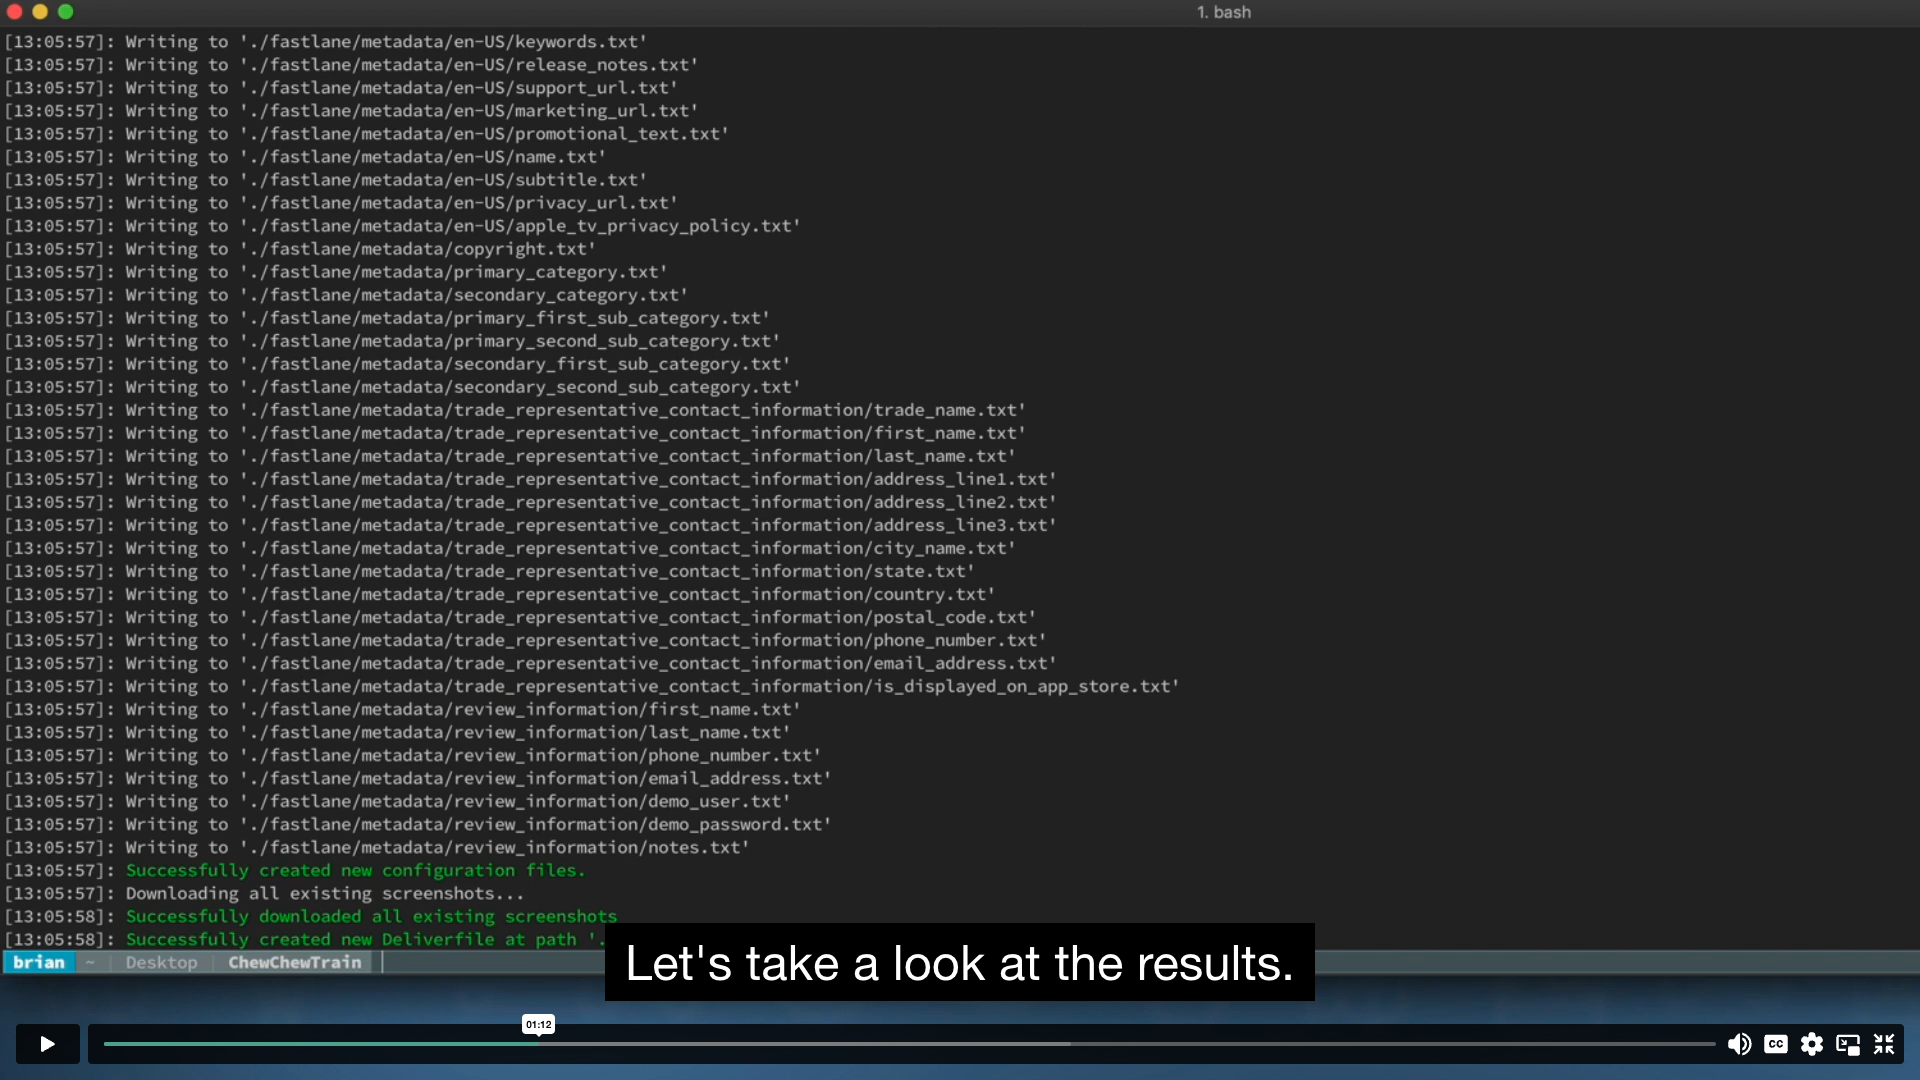 1. bash
[13:05:57]: Writing to './fastlane/metadata/en-US/keywords.txt'
[13:05:57]: Writing to './fastlane/metadata/en-US/release_notes.txt'
[13:05:57]: Writing to './fastlane/metadata/en-US/support_url.txt'
[13:05:57]: Writing to './fastlane/metadata/en-US/marketing_url.txt'
[13:05:57]: Writing to './fastlane/metadata/en-US/promotional_text.txt'
[13:05:57]: Writing to './fastlane/metadata/en-US/name.txt'
[13:05:57]: Writing to './fastlane/metadata/en-US/subtitle.txt'
[13:05:57]: Writing to './fastlane/metadata/en-US/privacy_url.txt'
[13:05:57]: Writing to './fastlane/metadata/en-US/apple_tv_privacy_policy.txt'
[13:05:57]: Writing to './fastlane/metadata/copyright.txt'
[13:05:57]: Writing to './fastlane/metadata/primary_category.txt'
[13:05:57]: Writing to './fastlane/metadata/secondary_category.txt'
[13:05:57]: Writing to './fastlane/metadata/primary_first_sub_category.txt'
[13:05:57]: Writing to './fastlane/metadata/primary_second_sub_category.txt'
[13:05:57]: Writing to './fastlane/metadata/secondary_first_sub_category.txt'
[13:05:57]: Writing to './fastlane/metadata/secondary_second_sub_category.txt'
[13:05:57]: Writing to './fastlane/metadata/trade_representative_contact_information/trade_name.txt'
[13:05:57]: Writing to './fastlane/metadata/trade_representative_contact_information/first_name.txt'
[13:05:57]: Writing to './fastlane/metadata/trade_representative_contact_information/last_name.txt'
[13:05:57]: Writing to './fastlane/metadata/trade_representative_contact_information/address_line1.txt'
[13:05:57]: Writing to './fastlane/metadata/trade_representative_contact_information/address_line2.txt'
[13:05:57]: Writing to './fastlane/metadata/trade_representative_contact_information/address_line3.txt'
[13:05:57]: Writing to './fastlane/metadata/trade_representative_contact_information/city_name.txt'
[13:05:57]: Writing to './fastlane/metadata/trade_representative_contact_information/state.txt'
[13:05:57]: Writing to './fastlane/metadata/trade_representative_contact_information/country.txt'
[13:05:57]: Writing to './fastlane/metadata/trade_representative_contact_information/postal_code.txt'
[13:05:57]: Writing to './fastlane/metadata/trade_representative_contact_information/phone_number.txt'
[13:05:57]: Writing to './fastlane/metadata/trade_representative_contact_information/email_address.txt'
[13:05:57]: Writing to './fastlane/metadata/trade_representative_contact_information/is_displayed_on_app_store.txt'
[13:05:57]: Writing to './fastlane/metadata/review_information/first_name.txt'
[13:05:57]: Writing to './fastlane/metadata/review_information/last_name.txt'
[13:05:57]: Writing to './fastlane/metadata/review_information/phone_number.txt'
[13:05:57]: Writing to './fastlane/metadata/review_information/email_address.txt'
[13:05:57]: Writing to './fastlane/metadata/review_information/demo_user.txt'
[13:05:57]: Writing to './fastlane/metadata/review_information/demo_password.txt'
[13:05:57]: Writing to './fastlane/metadata/review_information/notes.txt'
[13:05:57]: Successfully created new configuration files.
[13:05:57]: Downloading all existing screenshots...
[13:05:58]: Successfully downloaded all existing screenshots
[13:05:58]: Successfully created new Deliverfile at path '.
brian ~ Desktop ChewChewTrain
Let's take a look at the results.
01:12
CC